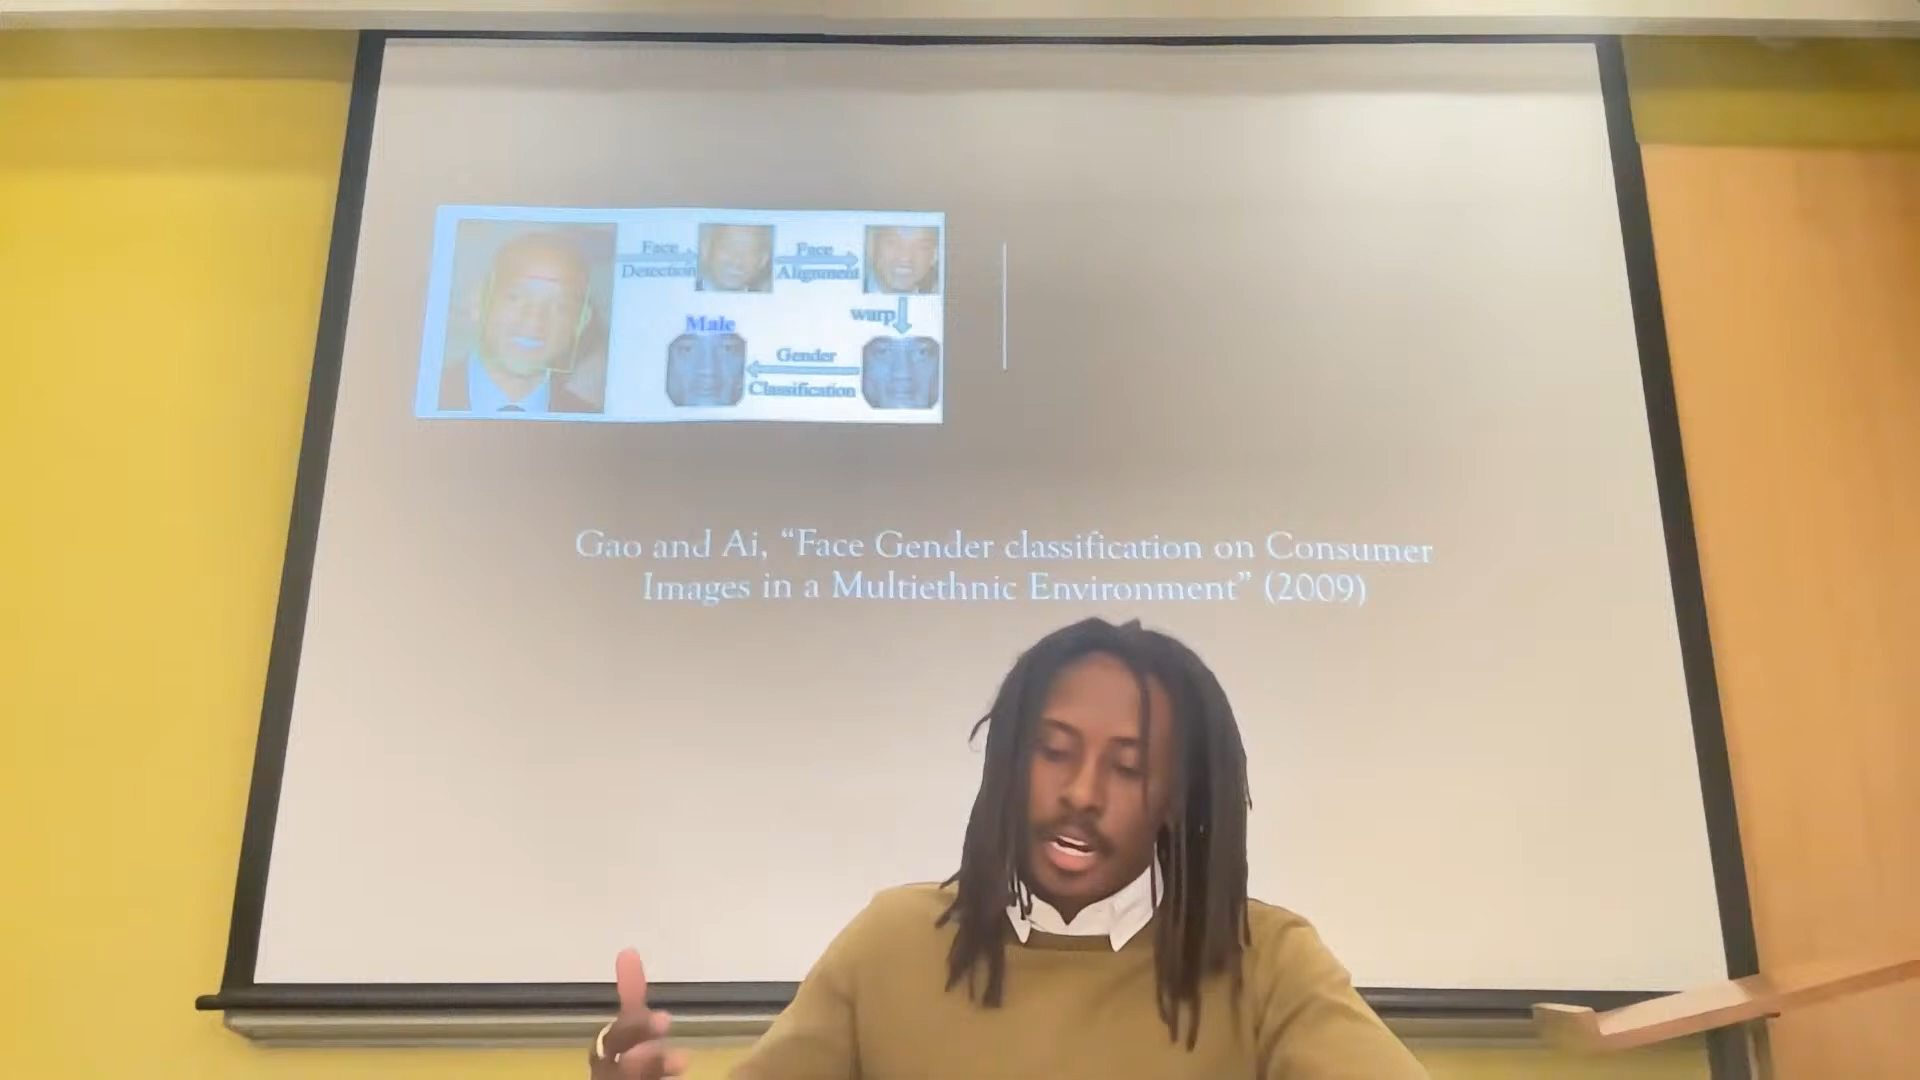 Face
Detection
Face
Alignment
warp
Male
Gender
Classification
Gao and Ai, “Face Gender classification on Consumer
Images in a Multiethnic Environment” (2009)